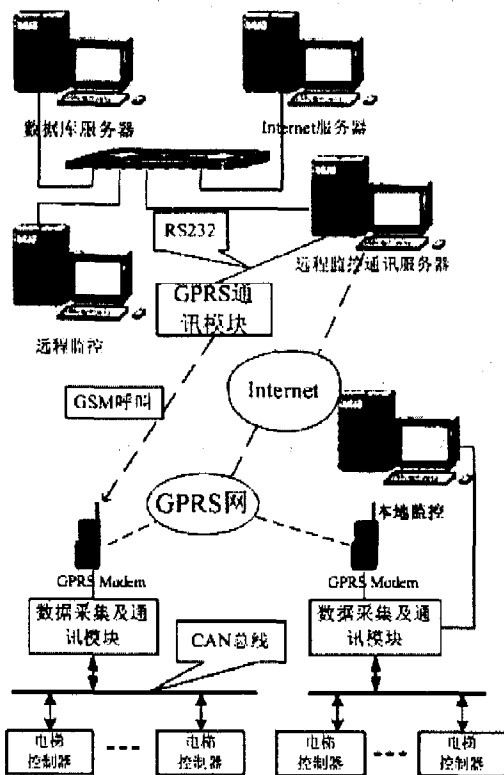 数据库服务器
Internet服务器
RS232
远程监控通讯服务器
GPRS通
讯模块
远程监控
Internet
GSM呼叫
GPRS网
本地监控
GPRS Modem
GPRS Modem
数据采集及通
讯模块
数据采集及通
讯模块
CAN总线
电梯
控制器
电梯
控制器
电梯
控制器
电梯
控制器